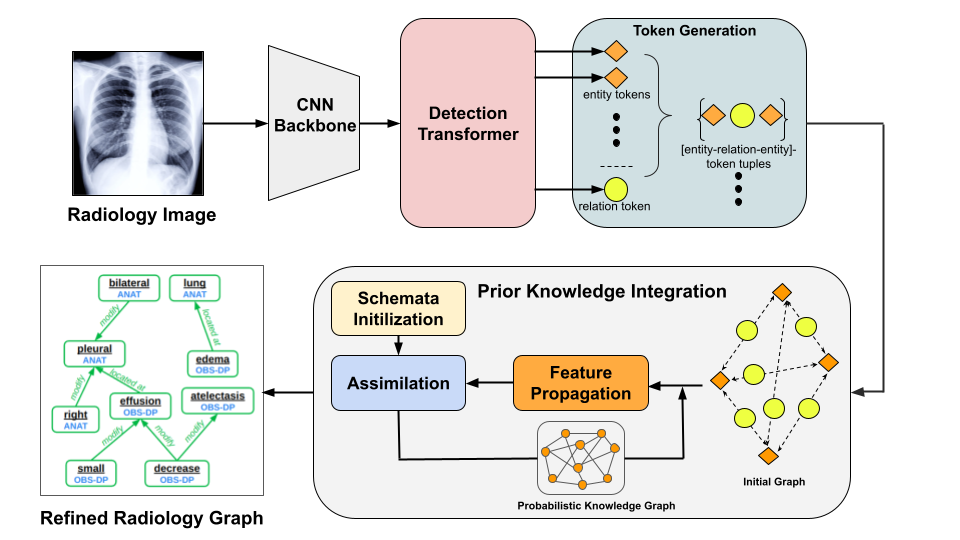 Token Generation
entity tokens
CNN
Backbone
Detection
Transformer
[entity-relation-entity]-
token tuples
relation token
Radiology Image
bilateral
ANAT
lung
ANAT
modify
located at
pleural
ANAT
edema
OBS-DP
modify
located at
effusion
OBS-DP
atelectasis
OBS-DP
right
ANAT
modify
modify
modify
small
OBS-DP
decrease
OBS-DP
Refined Radiology Graph
Schemata
Initilization
Prior Knowledge Integration
Assimilation
Feature
Propagation
Probabilistic Knowledge Graph
Initial Graph